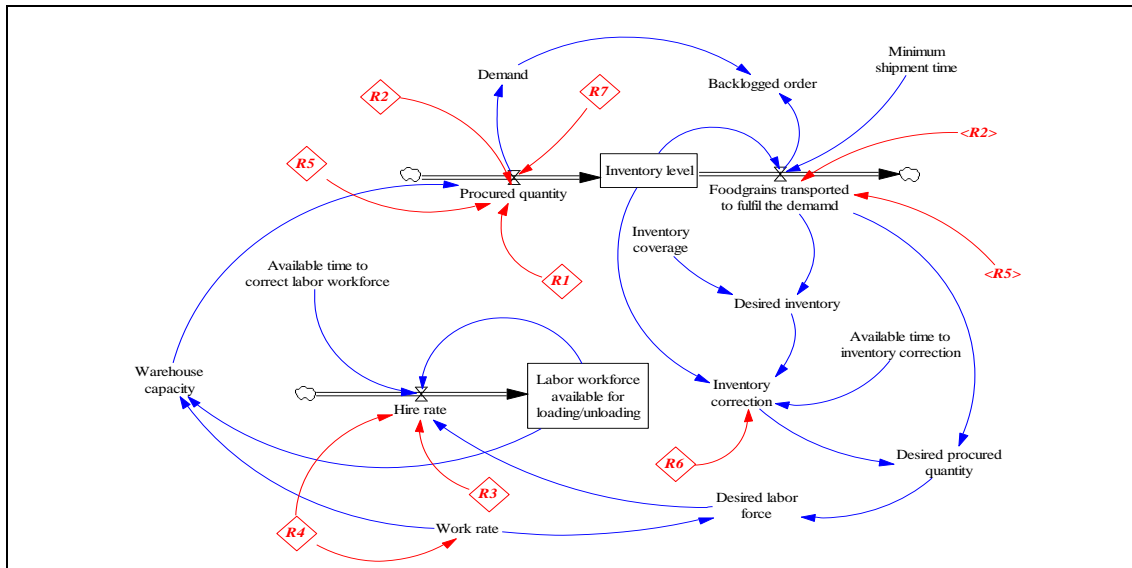 Minimum
shipment time
Demand
Backlogged order
R2
R7
<R2>
R5
Inventory level
Procured quantity
Foodgrains transported
to fulfil the demamd
Inventory
coverage
Available time to
correct labor workforce
R1
<R5>
Desired inventory
Available time to
inventory correction
Warehouse
capacity
Labor workforce
available for
loading/unloading
Inventory
correction
Hire rate
R6
Desired procured
quantity
R3
Desired labor
force
R4
Work rate